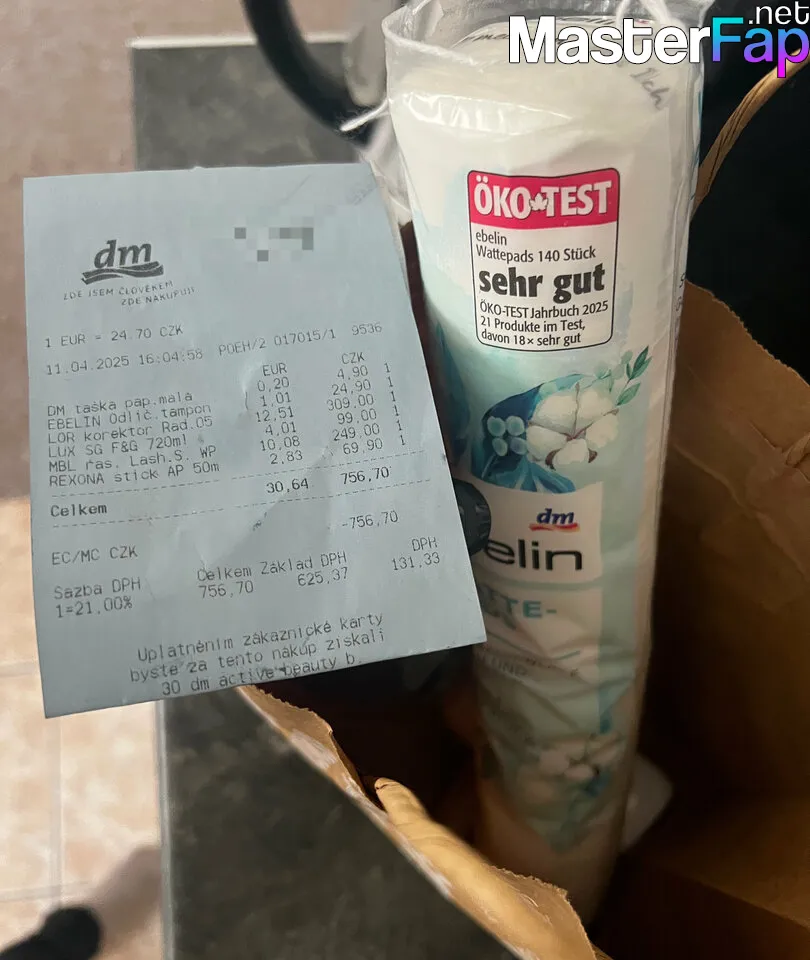 MasterFap.net
Ich
dm
ZDE JSEM ČLOVĚKEM
ZDE NAKUPUJI
1 EUR = 24.70 CZK
11.04.2025 16:04:58 POEH/2 017015/1 9536
EUR CZK
DM taška pap.malá 0,20 4,90 1
EBELIN Odlič.tampon 1,01 24,90 1
LOR korektor Rad.05 12,51 309,00 1
LUX SG F&G 720ml 4,01 99,00 1
MBL řas. Lash.S. WP 10,08 249,00 1
REXONA stick AP 50m 2,83 69,90 1
Celkem 30,64 756,70
EC/MC CZK -756,70
Sazba DPH Celkem Základ DPH DPH
1=21,00% 756,70 625,37 131,33
Uplatněním zákaznické karty
byste za tento nákup získali
30 dm active beauty b.
ÖKO-TEST
ebelin
Wattepads 140 Stück
sehr gut
ÖKO-TEST Jahrbuch 2025
21 Produkte im Test,
davon 18x sehr gut
dm
elin
TE-